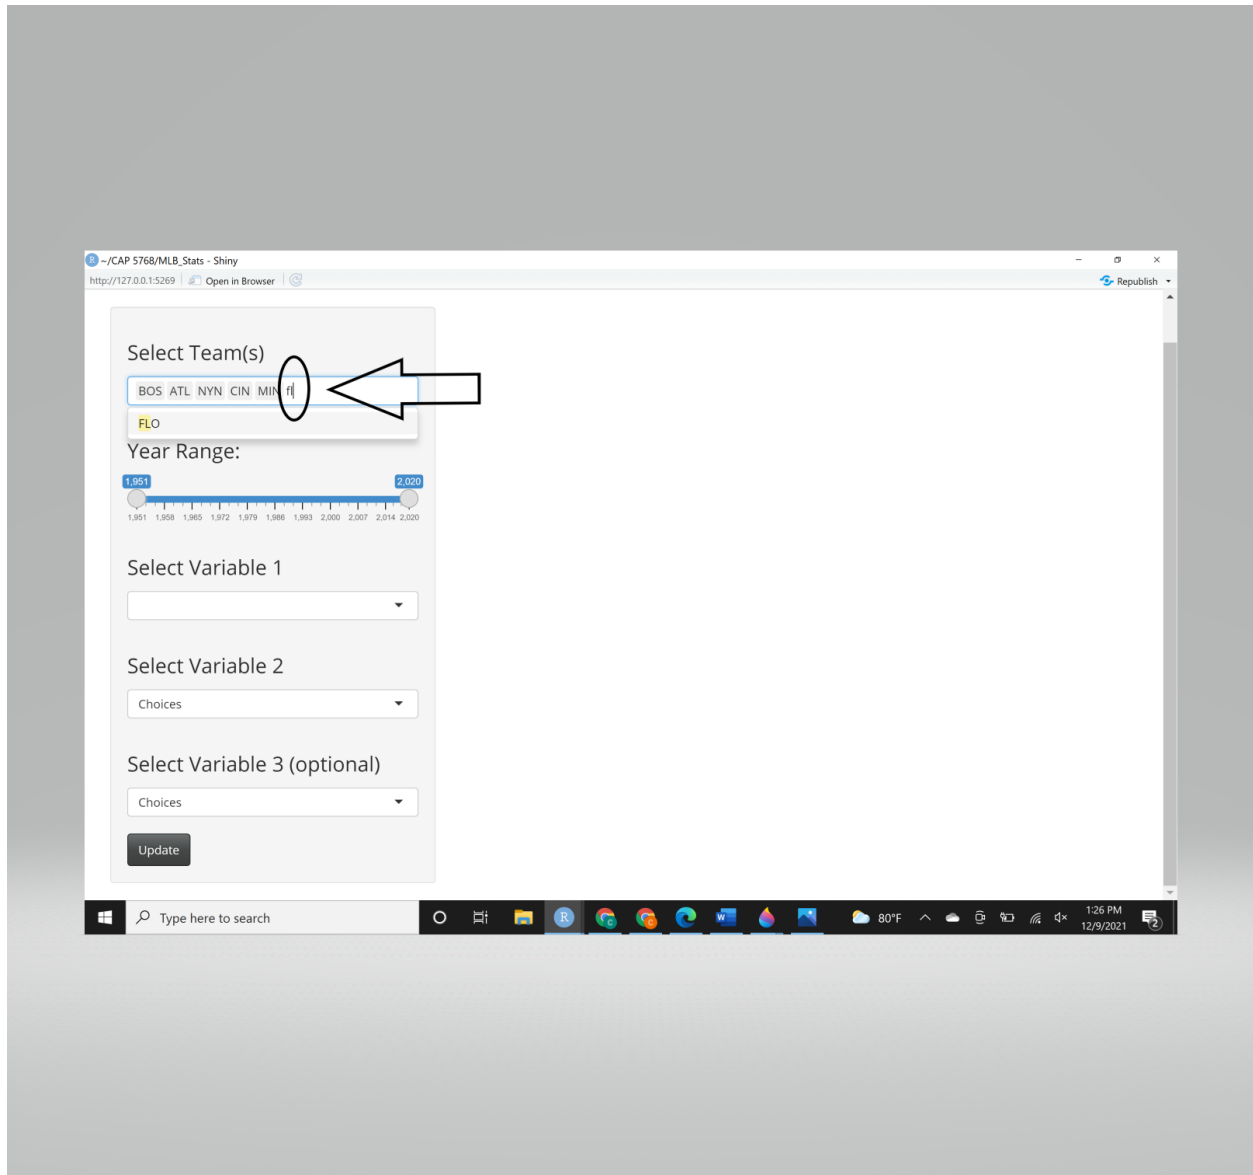 ~/CAP 5768/MLB_Stats - Shiny
http://127.0.0.1:5269 Open in Browser Republish
Select Team(s)
BOS ATL NYN CIN MIN fl
FLO
Year Range:
1,951 2,020
1,951 1,958 1,965 1,972 1,979 1,986 1,993 2,000 2,007 2,014 2,020
Select Variable 1
Select Variable 2
Choices
Select Variable 3 (optional)
Choices
Update
Type here to search 80°F 1:26 PM
12/9/2021 2